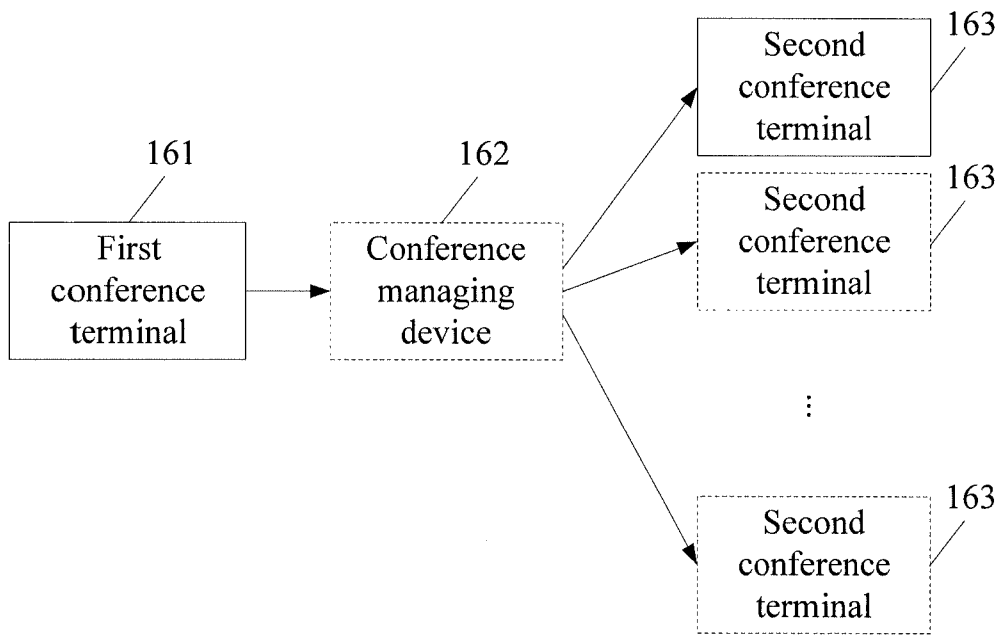 161
First
conference
terminal
162
Conference
managing
device
163
Second
conference
terminal
163
Second
conference
terminal
⋮
163
Second
conference
terminal